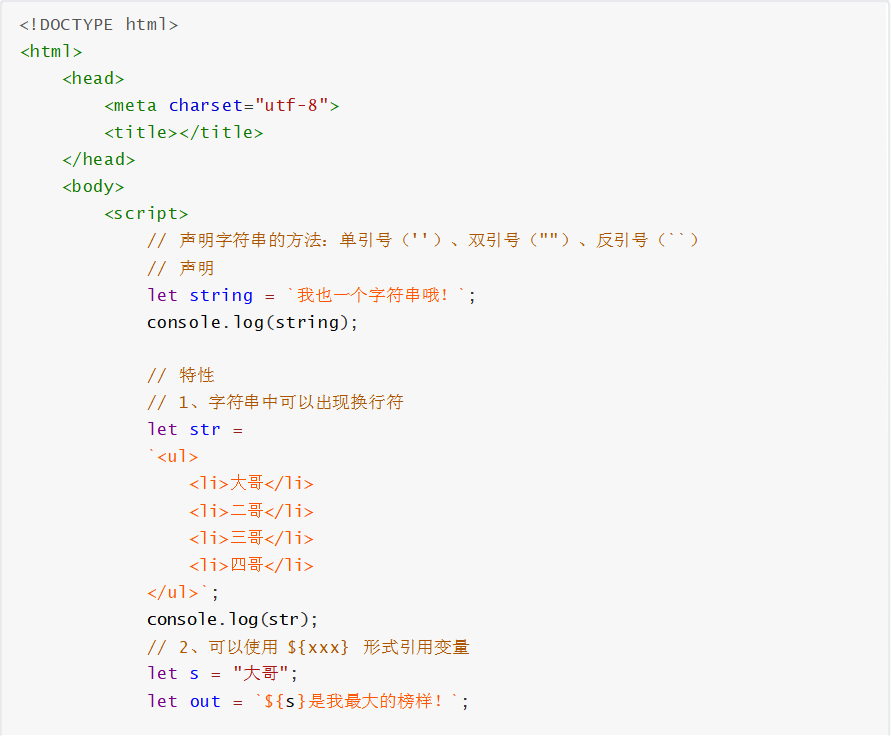 <!DOCTYPE html>
<html>
    <head>
        <meta charset="utf-8">
        <title></title>
    </head>
    <body>
        <script>
            // 声明字符串的方法：单引号（''）、双引号（""）、反引号（``）
            // 声明
            let string = `我也一个字符串哦！`;
            console.log(string);

            // 特性
            // 1、字符串中可以出现换行符
            let str =
            `<ul>
                <li>大哥</li>
                <li>二哥</li>
                <li>三哥</li>
                <li>四哥</li>
            </ul>`;
            console.log(str);
            // 2、可以使用 ${xxx} 形式引用变量
            let s = "大哥";
            let out = `${s}是我最大的榜样！`;